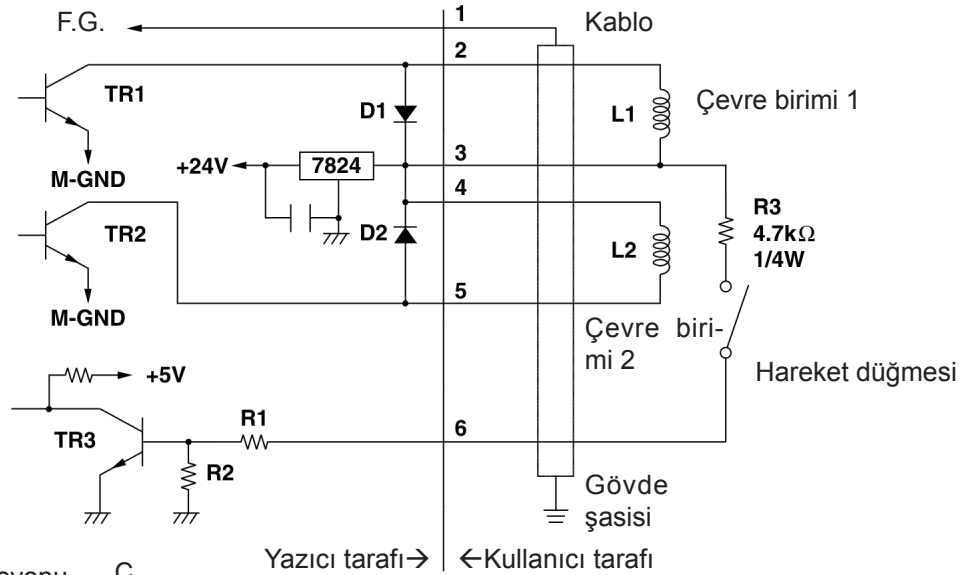 F.G.
1
Kablo
2
TR1
D1
L1
Çevre birimi 1
M-GND
+24V
7824
3
4
R3
4.7kΩ
1/4W
TR2
D2
L2
M-GND
5
Çevre biri-
mi 2
Hareket düğmesi
+5V
R1
6
TR3
R2
Gövde
şasisi
Yazıcı tarafı→
←Kullanıcı tarafı